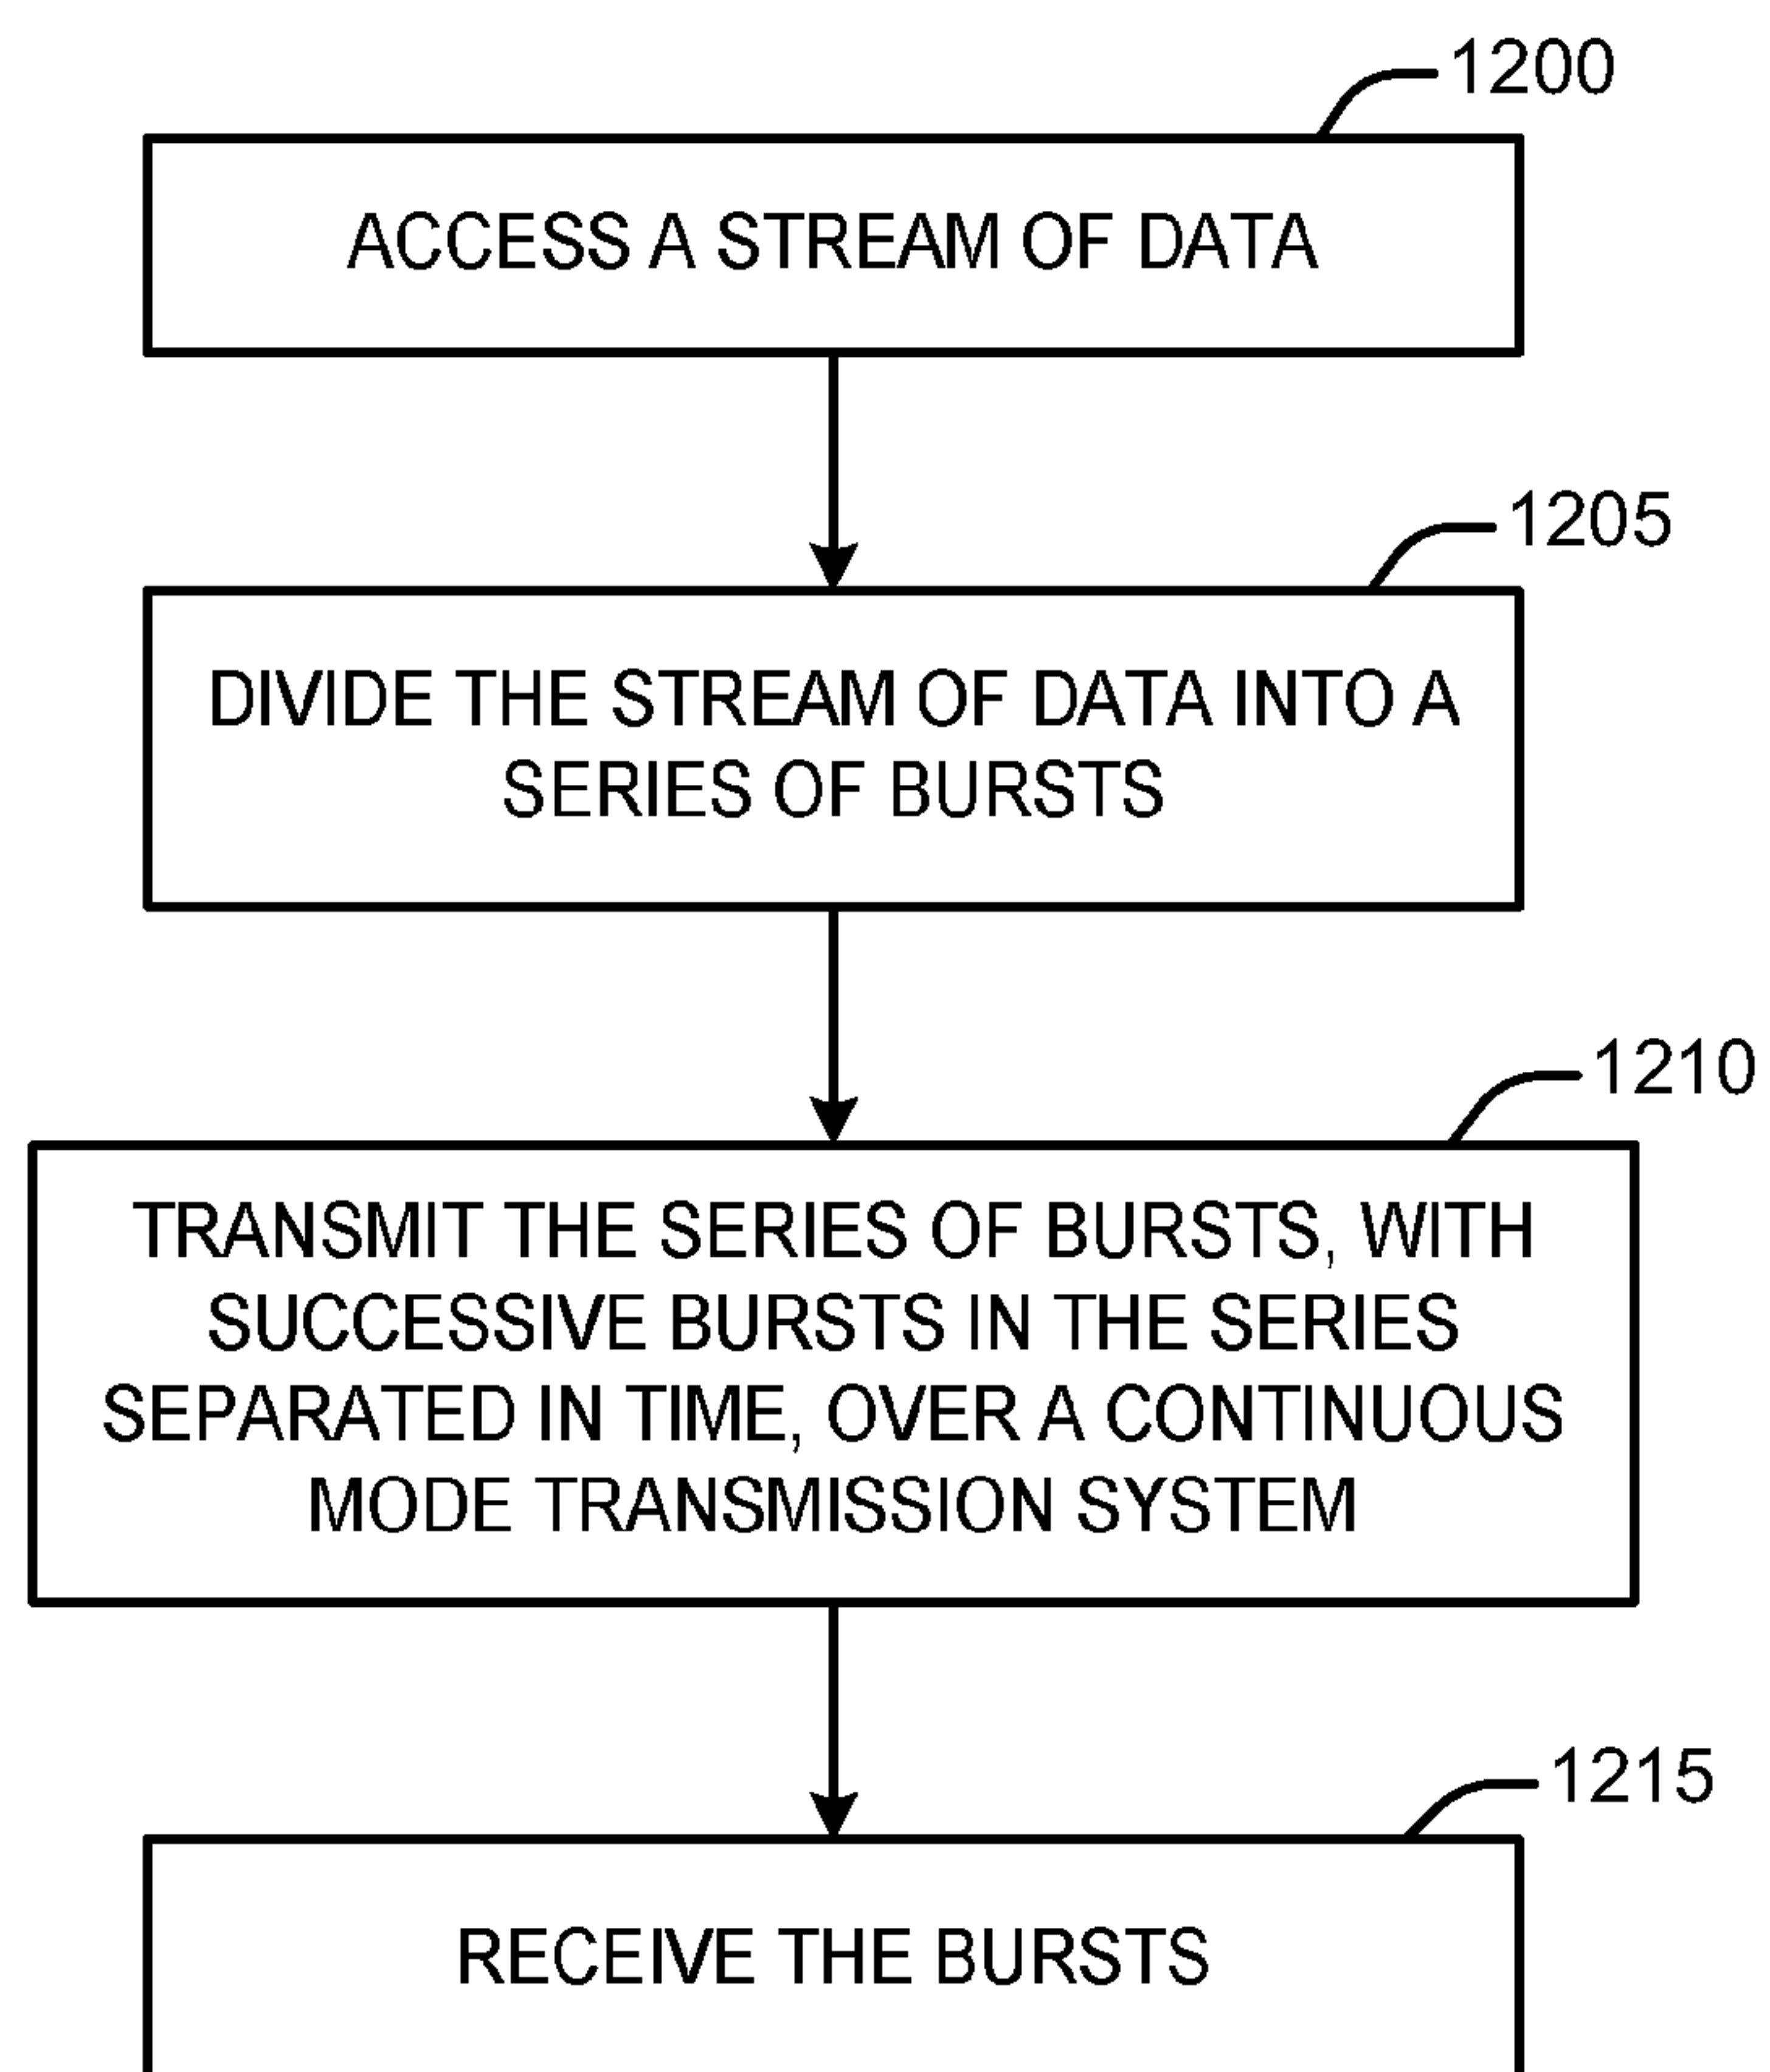 1200
ACCESS A STREAM OF DATA
1205
DIVIDE THE STREAM OF DATA INTO A
SERIES OF BURSTS
1210
TRANSMIT THE SERIES OF BURSTS, WITH
SUCCESSIVE BURSTS IN THE SERIES
SEPARATED IN TIME, OVER A CONTINUOUS
MODE TRANSMISSION SYSTEM
1215
RECEIVE THE BURSTS